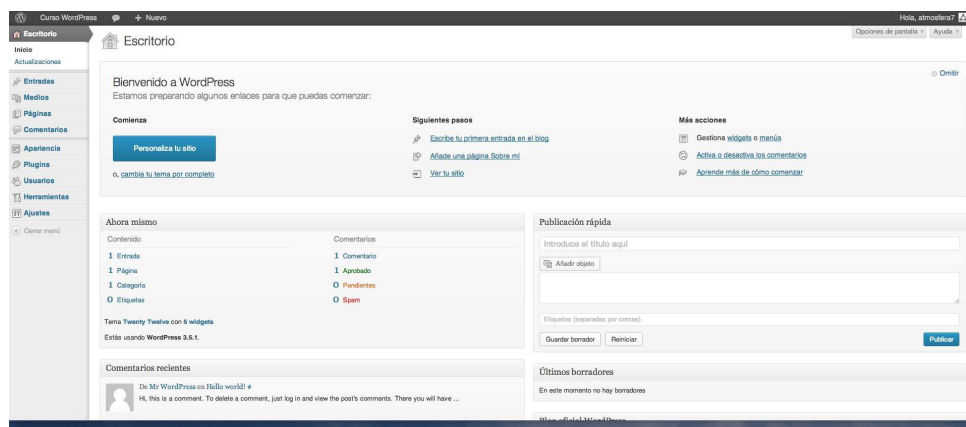 Curso WordPress + Nuevo Hola, atmosfera7
Escritorio
Inicio
Actualizaciones
Entradas
Medios
Páginas
Comentarios
Apariencia
Plugins
Usuarios
Herramientas
Ajustes
Cerrar menú
Escritorio
Opciones de pantalla Ayuda
Bienvenido a WordPress
Omitir
Estamos preparando algunos enlaces para que puedas comenzar:
Comienza
Personaliza tu sitio
o, cambia tu tema por completo
Siguientes pasos
Escribe tu primera entrada en el blog
Añade una página Sobre mí
Ver tu sitio
Más acciones
Gestiona widgets o menús
Activa o desactiva los comentarios
Aprende más de cómo comenzar
Ahora mismo
Contenido
1 Entrada
1 Página
1 Categoría
0 Etiquetas
Comentarios
1 Comentario
1 Aprobado
0 Pendientes
0 Spam
Tema Twenty Twelve con 6 widgets
Estás usando WordPress 3.5.1.
Comentarios recientes
De Mr WordPress en Hello world! #
Hi, this is a comment. To delete a comment, just log in and view the post's comments. There you will have ...
Publicación rápida
Introduce el título aquí
Añadir objeto
Etiquetas (separadas por comas)
Guardar borrador Reiniciar Publicar
Últimos borradores
En este momento no hay borradores
Blog oficial WordPress